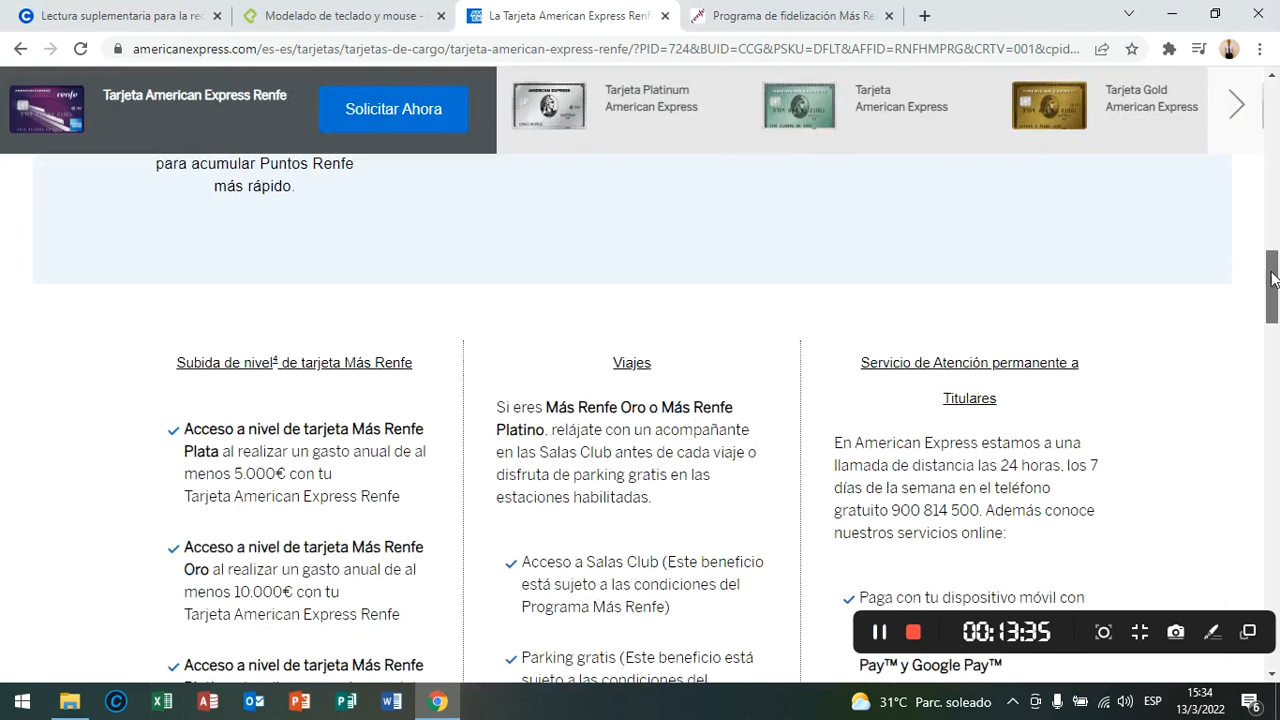 Lectura suplementaria para la re
Modelado de teclado y mouse -
La Tarjeta American Express Renfe
Programa de fidelización Más Re
americanexpress.com/es-es/tarjetas/tarjetas-de-cargo/tarjeta-american-express-renfe/?PID=724&BUID=CCG&PSKU=DFLT&AFFID=RNFHMPRG&CRTV=001&cpid...
Tarjeta American Express Renfe
Solicitar Ahora
Tarjeta Platinum
American Express
Tarjeta
American Express
Tarjeta Gold
American Express
para acumular Puntos Renfe
más rápido.
Subida de nivel4 de tarjeta Más Renfe
Acceso a nivel de tarjeta Más Renfe
Plata al realizar un gasto anual de al
menos 5.000€ con tu
Tarjeta American Express Renfe
Acceso a nivel de tarjeta Más Renfe
Oro al realizar un gasto anual de al
menos 10.000€ con tu
Tarjeta American Express Renfe
Acceso a nivel de tarjeta Más Renfe
Viajes
Si eres Más Renfe Oro o Más Renfe
Platino, relájate con un acompañante
en las Salas Club antes de cada viaje o
disfruta de parking gratis en las
estaciones habilitadas.
Acceso a Salas Club (Este beneficio
está sujeto a las condiciones del
Programa Más Renfe)
Parking gratis (Este beneficio está
sujeto a las condiciones del
Servicio de Atención permanente a
Titulares
En American Express estamos a una
llamada de distancia las 24 horas, los 7
días de la semana en el teléfono
gratuito 900 814 500. Además conoce
nuestros servicios online:
Paga con tu dispositivo móvil con
Pay™ y Google Pay™
00:13:35
31°C Parc. soleado
ESP
15:34
13/3/2022
6